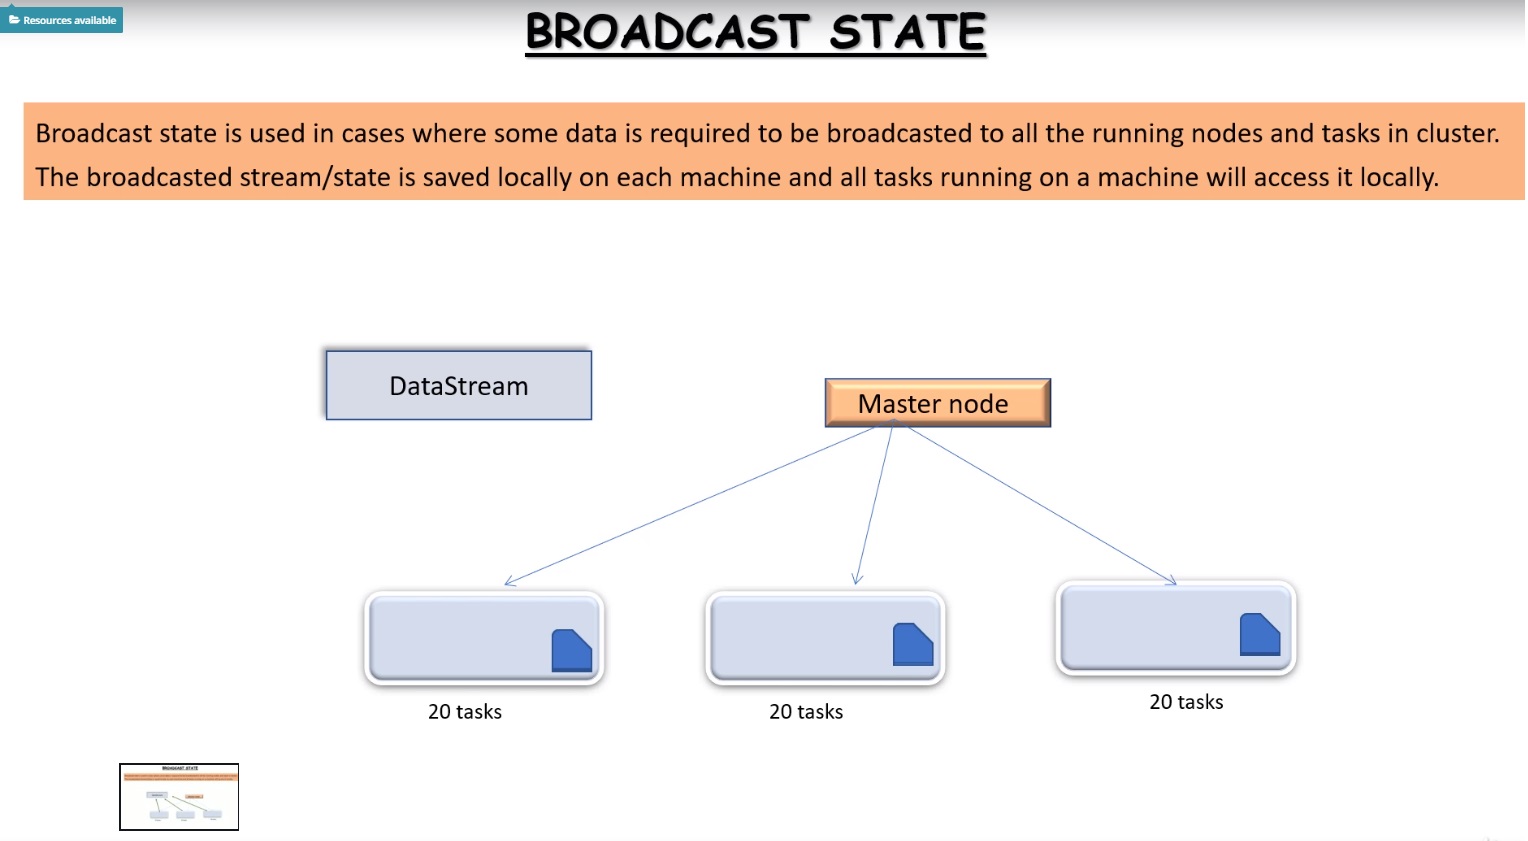 Resources available
BROADCAST STATE
Broadcast state is used in cases where some data is required to be broadcasted to all the running nodes and tasks in cluster.
The broadcasted stream/state is saved locally on each machine and all tasks running on a machine will access it locally.
DataStream
Master node
20 tasks
20 tasks
20 tasks
BROADCAST STATE